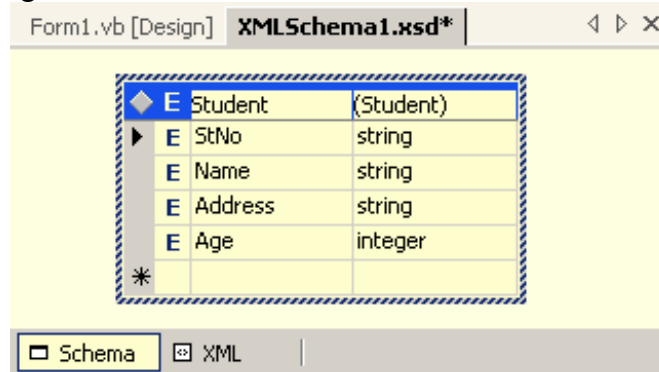 Form1.vb [Design] XMLSchema1.xsd*
E Student (Student)
E StNo string
E Name string
E Address string
E Age integer
Schema XML